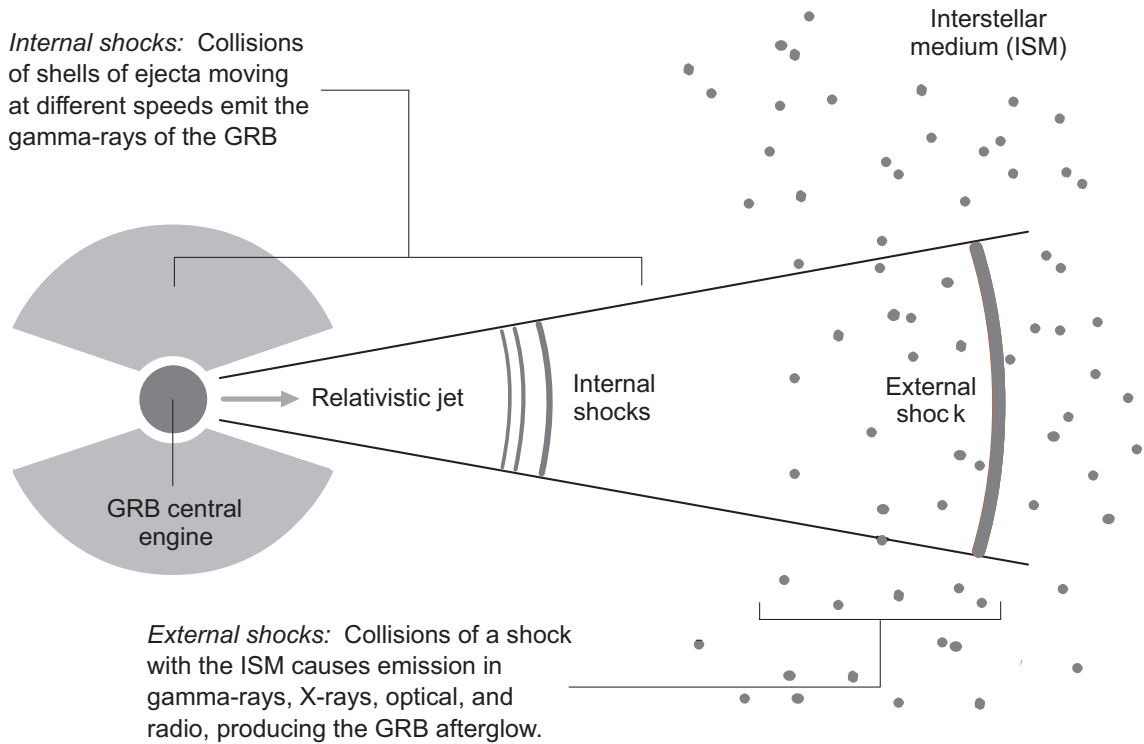 Internal shocks: Collisions
of shells of ejecta moving
at different speeds emit the
gamma-rays of the GRB
Interstellar
medium (ISM)
Relativistic jet
Internal
shocks
External
shock
GRB central
engine
External shocks: Collisions of a shock
with the ISM causes emission in
gamma-rays, X-rays, optical, and
radio, producing the GRB afterglow.